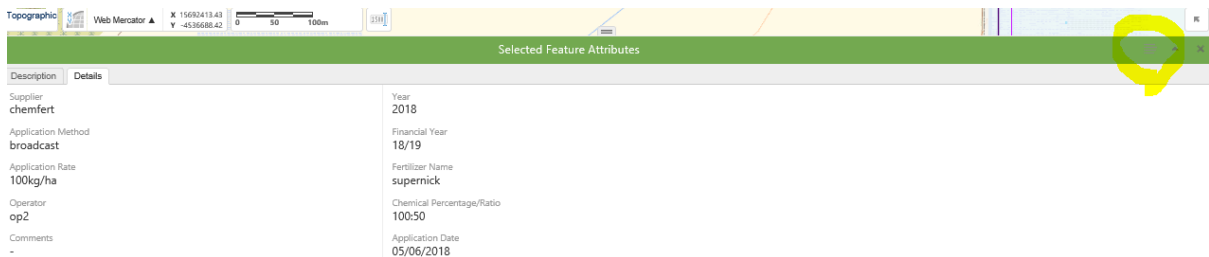 Topographic Web Mercator ▲ X 15692413.43 0 50 100m
Y -4536688.42
Selected Feature Attributes
Description Details
Supplier
chemfert
Application Method
broadcast
Application Rate
100kg/ha
Operator
op2
Comments
-
Year
2018
Financial Year
18/19
Fertilizer Name
supernick
Chemical Percentage/Ratio
100:50
Application Date
05/06/2018